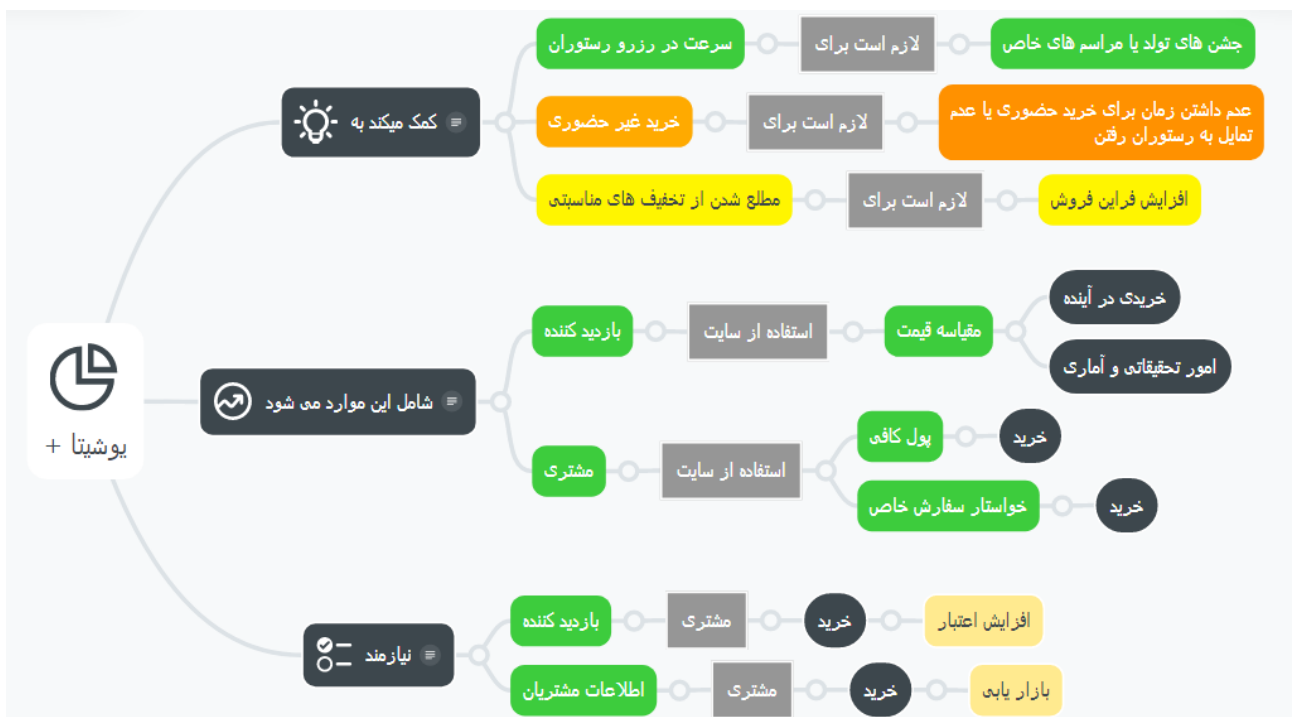 یوشیتا +
کمک میکند به
سرعت در رزرو رستوران
لازم است برای
جشن های تولد یا مراسم های خاص
خرید غیر حضوری
لازم است برای
عدم داشتن زمان برای خرید حضوری یا عدم
تمایل به رستوران رفتن
مطلع شدن از تخفیف های مناسبتی
لازم است برای
افزایش فراین فروش
شامل این موارد می شود
بازدید کننده
استفاده از سایت
مقیاسه قیمت
خریدی در آینده
امور تحقیقاتی و آماری
مشتری
استفاده از سایت
پول کافی
خرید
خواستار سفارش خاص
خرید
نیازمند
بازدید کننده
مشتری
خرید
افزایش اعتبار
اطلاعات مشتریان
مشتری
خرید
بازار یابی